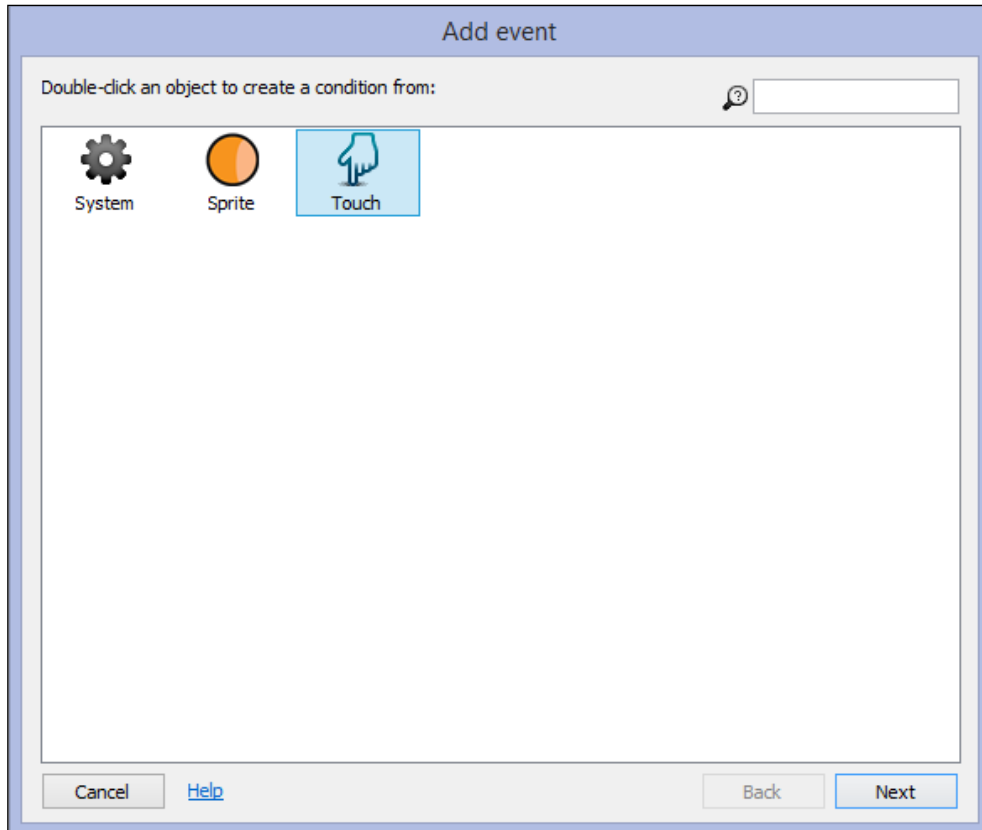 Add event
Double-click an object to create a condition from:
System Sprite Touch
Cancel Help Back Next